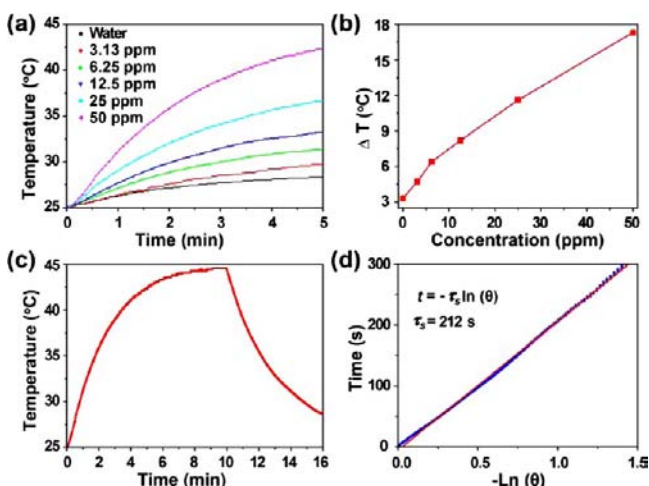 (a)
Water
3.13 ppm
6.25 ppm
12.5 ppm
25 ppm
50 ppm
Temperature (°C)
45
40
35
30
25
0 1 2 3 4 5
Time (min)
(b)
Δ T (°C)
18
15
12
9
6
3
0 10 20 30 40 50
Concentration (ppm)
(c)
Temperature (°C)
45
40
35
30
25
0 2 4 6 8 10 12 14 16
Time (min)
(d)
t = - τs ln (θ)
τs = 212 s
Time (s)
300
200
100
0
0.0 0.5 1.0 1.5
-Ln (θ)